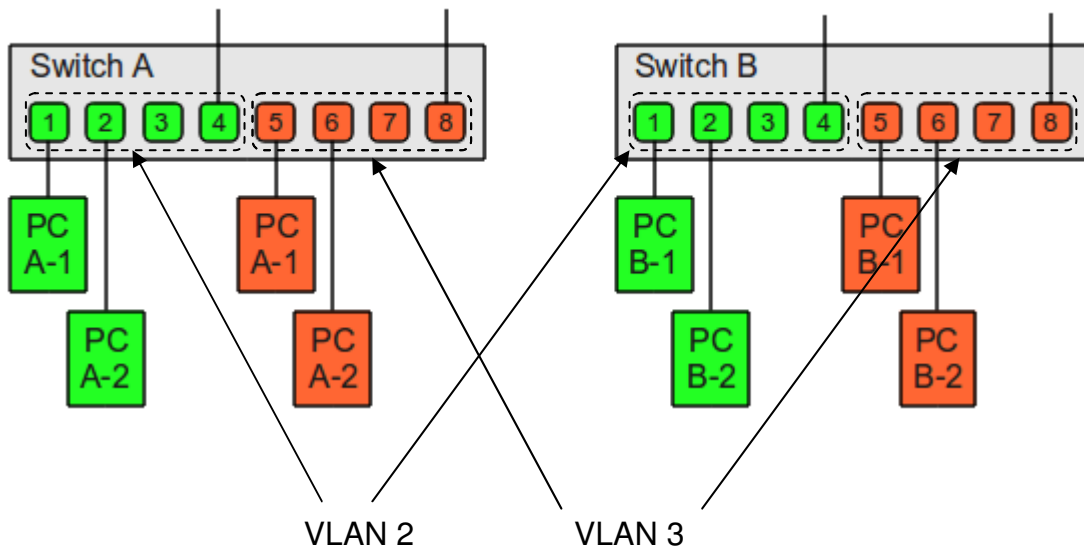 Switch A
1 2 3 4 5 6 7 8
PC
A-1
PC
A-2
PC
A-1
PC
A-2
Switch B
1 2 3 4 5 6 7 8
PC
B-1
PC
B-2
PC
B-1
PC
B-2
VLAN 2
VLAN 3